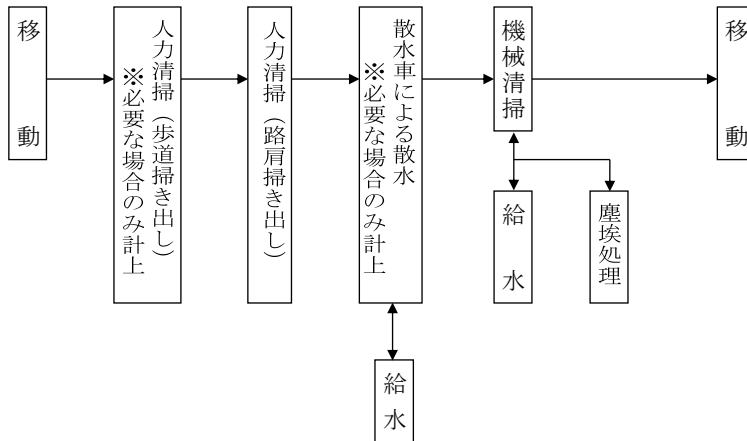 移動
人力清掃（歩道掃き出し）
※必要な場合のみ計上
人力清掃（路肩掃き出し）
散水車による散水
※必要な場合のみ計上
機械清掃
移動
給水
塵埃処理
給水